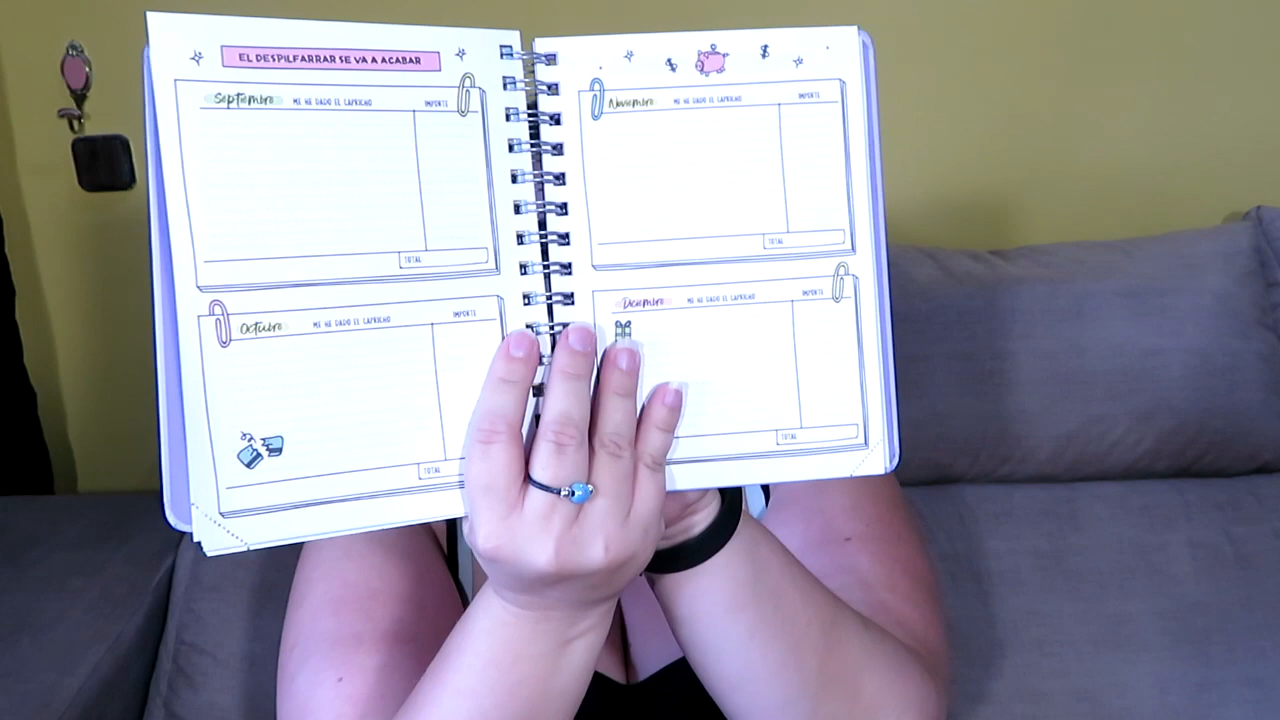 EL DESPILFARRAR SE VA A ACABAR
Septiembre ME HE DADO EL CAPRICHO IMPORTE
TOTAL
Octubre ME HE DADO EL CAPRICHO IMPORTE
TOTAL
$ $
Noviembre ME HE DADO EL CAPRICHO IMPORTE
TOTAL
Diciembre ME HE DADO EL CAPRICHO IMPORTE
TOTAL